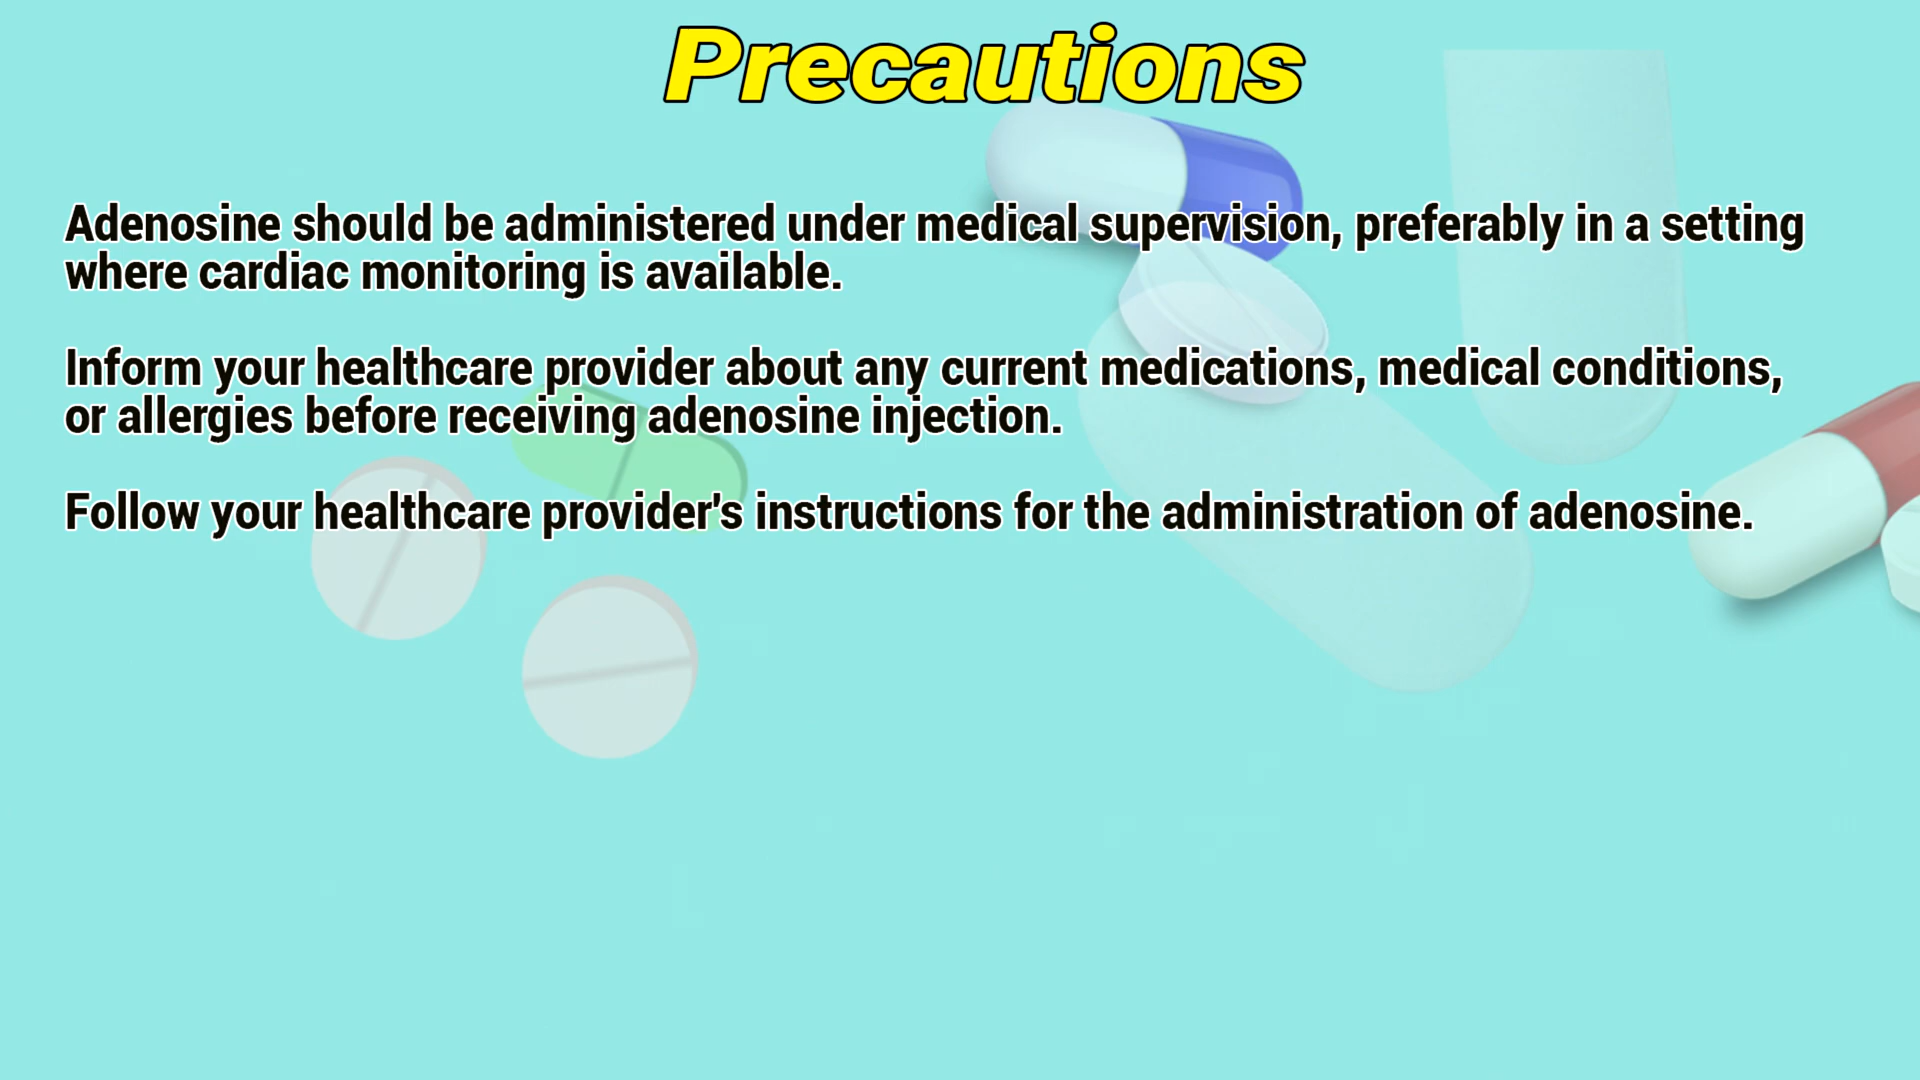 Precautions
Adenosine should be administered under medical supervision, preferably in a setting
where cardiac monitoring is available.
Inform your healthcare provider about any current medications, medical conditions,
or allergies before receiving adenosine injection.
Follow your healthcare provider's instructions for the administration of adenosine.